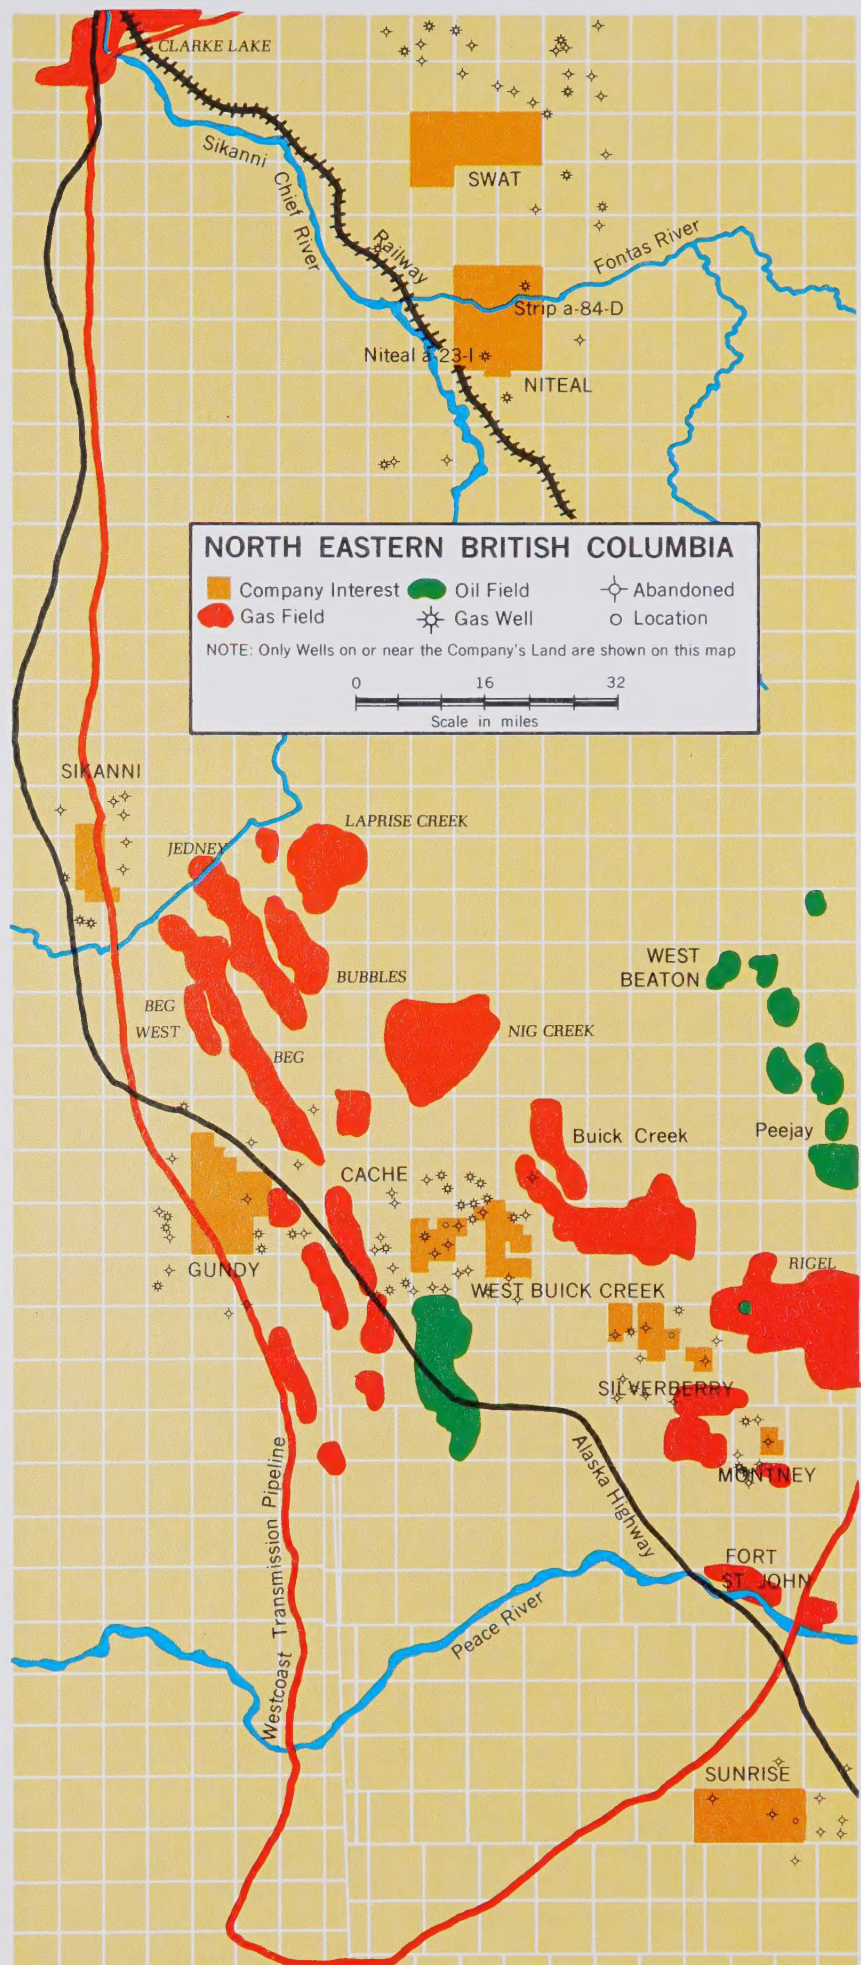 CLARKE LAKE
Sikanni Chief River
SWAT
Railway
Fontas River
Strip a-84-D
Niteal a-23-I
NITEAL
NORTH EASTERN BRITISH COLUMBIA
Company Interest
Oil Field
Abandoned
Gas Field
Gas Well
Location
NOTE: Only Wells on or near the Company's Land are shown on this map
0 16 32
Scale in miles
SIKANNI
LAPRISE CREEK
JEDNEY
WEST
BEATON
BUBBLES
BEG
WEST
NIG CREEK
BEG
Buick Creek
Peejay
CACHE
RIGEL
GUNDY
WEST BUICK CREEK
SILVERBERRY
Alaska Highway
MONTNEY
Westcoast Transmission Pipeline
FORT
ST. JOHN
Peace River
SUNRISE